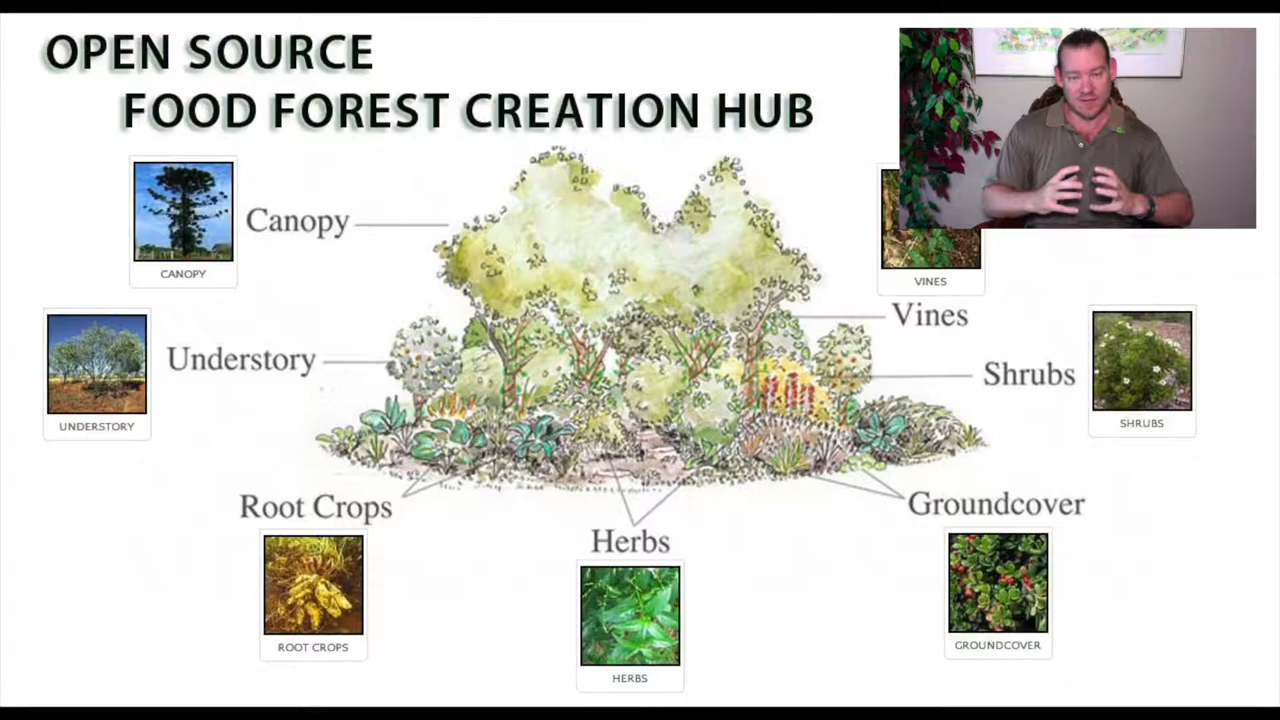 OPEN SOURCE
FOOD FOREST CREATION HUB
Canopy
CANOPY
VINES
Vines
Understory
UNDERSTORY
Shrubs
SHRUBS
Root Crops
ROOT CROPS
Herbs
HERBS
Groundcover
GROUNDCOVER